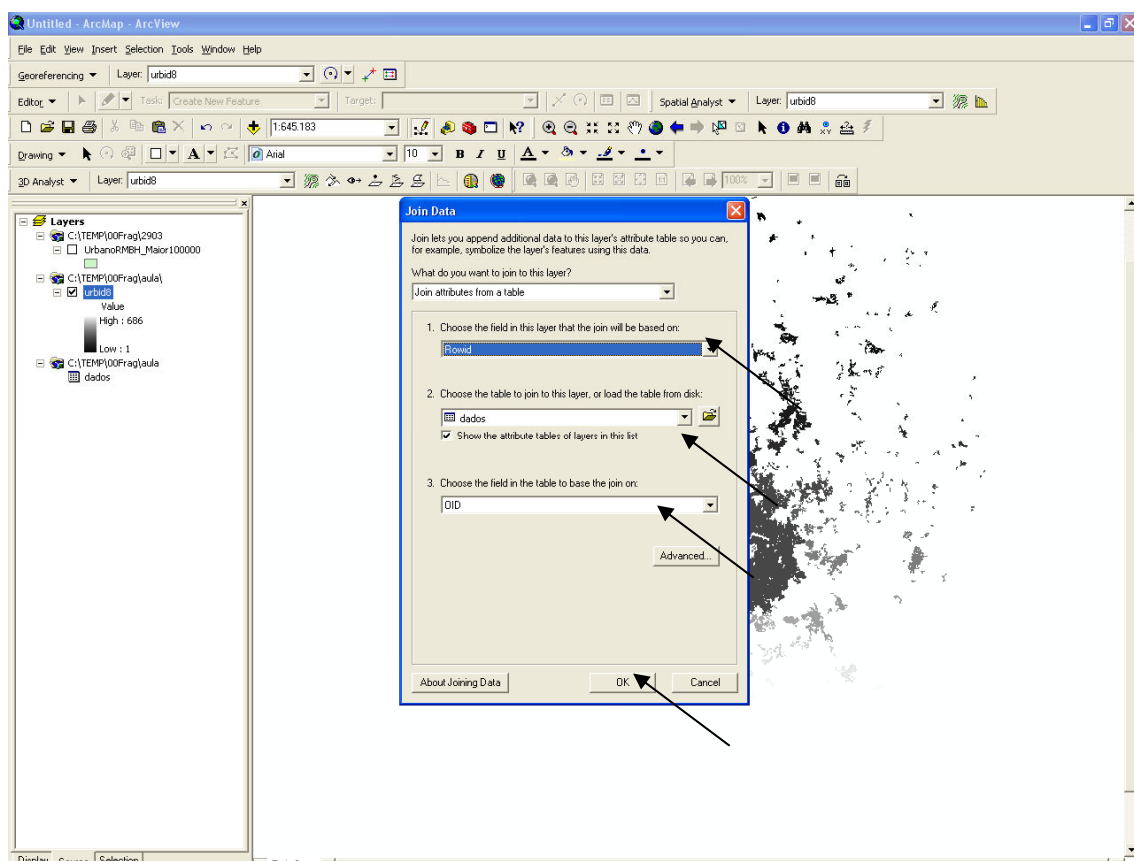 Untitled - ArcMap - ArcView
File Edit View Insert Selection Tools Window Help
Georeferencing Layer: urbid8
Editor Task: Create New Feature Target: Spatial Analyst Layer: urbid8
1:645.183
Drawing A Arial 10 B I U A
3D Analyst Layer: urbid8 100%
Layers
C:\TEMP\00Frag\2903
UrbanoRMBH_Maior100000
C:\TEMP\00Frag\aula\
urbid8
Value
High : 686
Low : 1
C:\TEMP\00Frag\aula
dados
Join Data
Join lets you append additional data to this layer's attribute table so you can,
for example, symbolize the layer's features using this data.
What do you want to join to this layer?
Join attributes from a table
1. Choose the field in this layer that the join will be based on:
Rowid
2. Choose the table to join to this layer, or load the table from disk:
dados
Show the attribute tables of layers in this list
3. Choose the field in the table to base the join on:
OID
Advanced...
About Joining Data OK Cancel
Display Source Selection